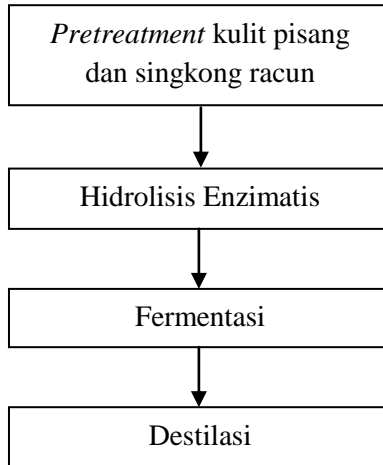 Pretreatment kulit pisang
dan singkong racun
Hidrolisis Enzimatis
Fermentasi
Destilasi